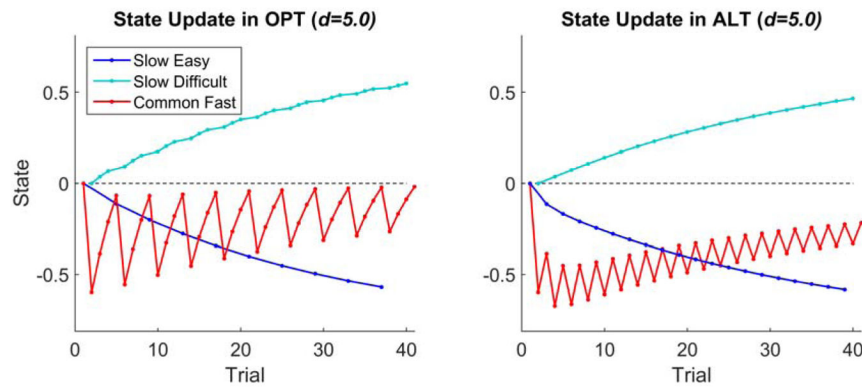 State Update in OPT (d=5.0)
State Update in ALT (d=5.0)
Slow Easy
Slow Difficult
Common Fast
0.5
0
-0.5
State
0
10
20
30
40
Trial
0.5
0
-0.5
0
10
20
30
40
Trial